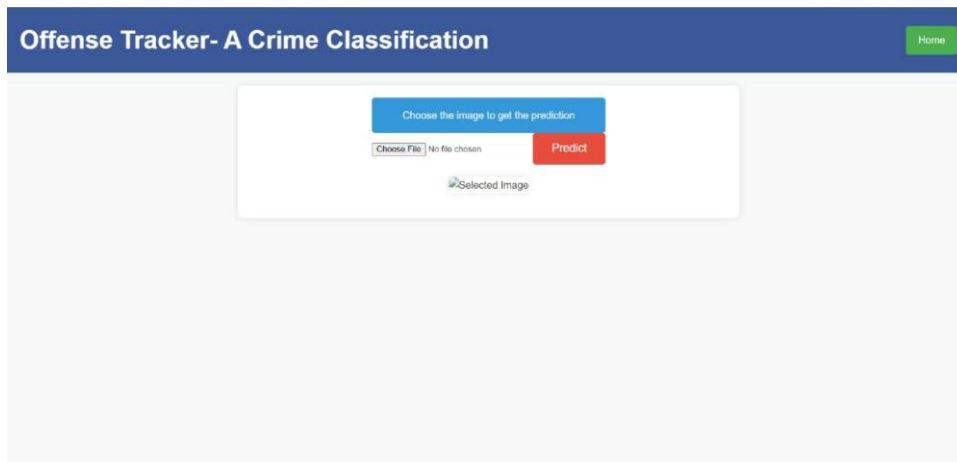 Offense Tracker- A Crime Classification
Home
Choose the image to get the prediction
Choose File No file chosen
Predict
Selected Image